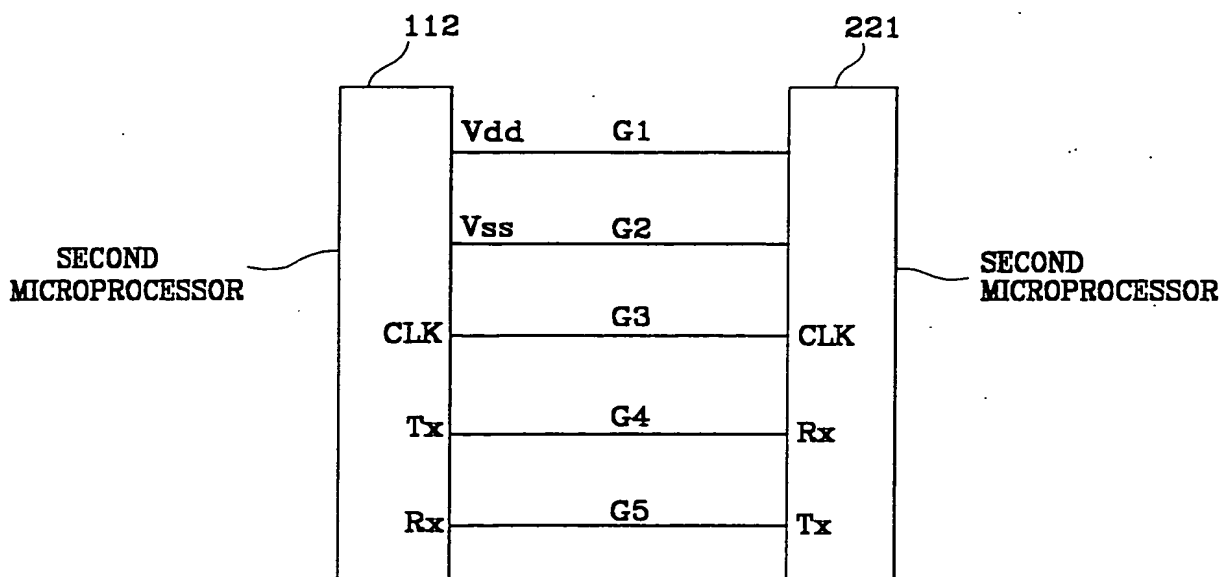 112 221
Vdd G1
Vss G2
SECOND
MICROPROCESSOR
SECOND
MICROPROCESSOR
G3
CLK CLK
G4
Tx Rx
G5
Rx Tx